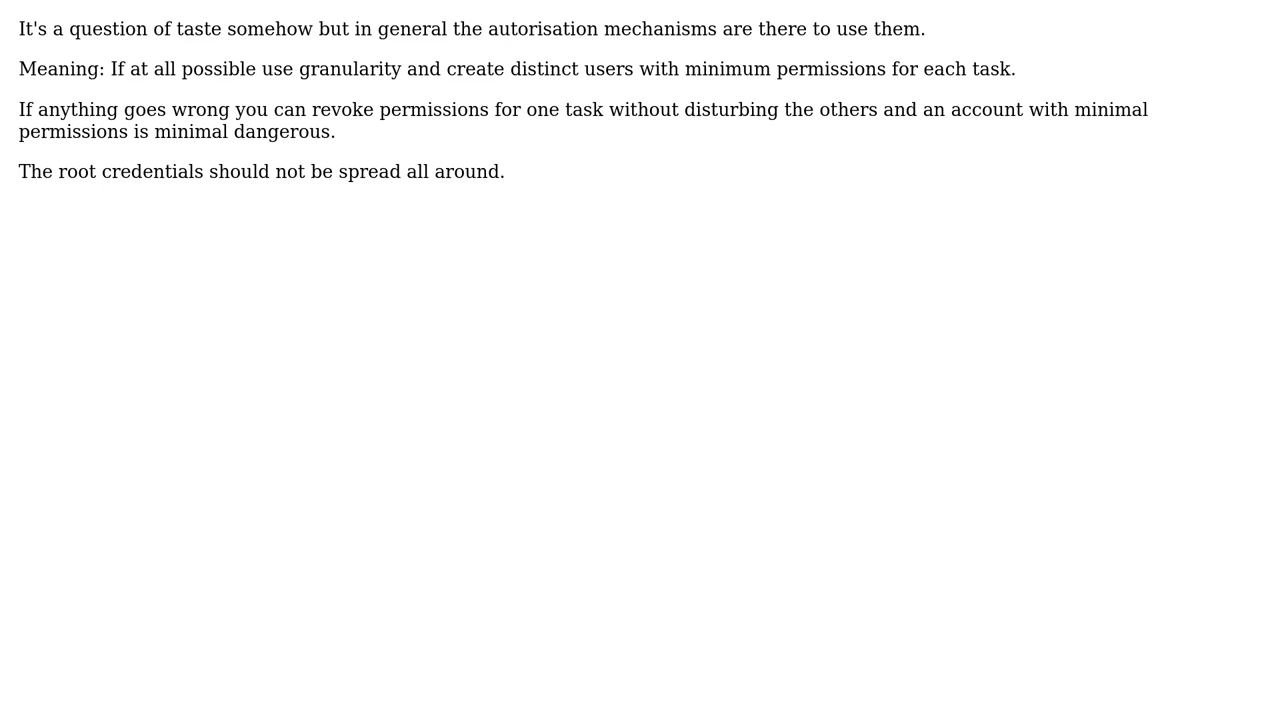 It's a question of taste somehow but in general the autorisation mechanisms are there to use them.
Meaning: If at all possible use granularity and create distinct users with minimum permissions for each task.
If anything goes wrong you can revoke permissions for one task without disturbing the others and an account with minimal
permissions is minimal dangerous.
The root credentials should not be spread all around.